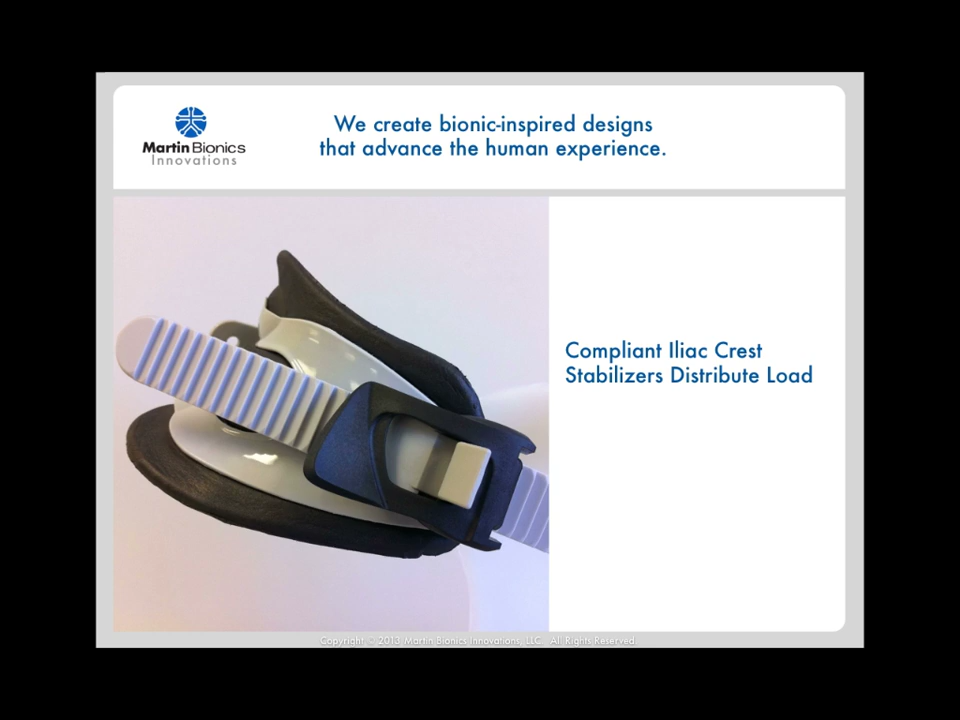 Martin Bionics
Innovations
We create bionic-inspired designs
that advance the human experience.
Compliant Iliac Crest
Stabilizers Distribute Load
Copyright © 2013 Martin Bionics Innovations, LLC. All Rights Reserved.